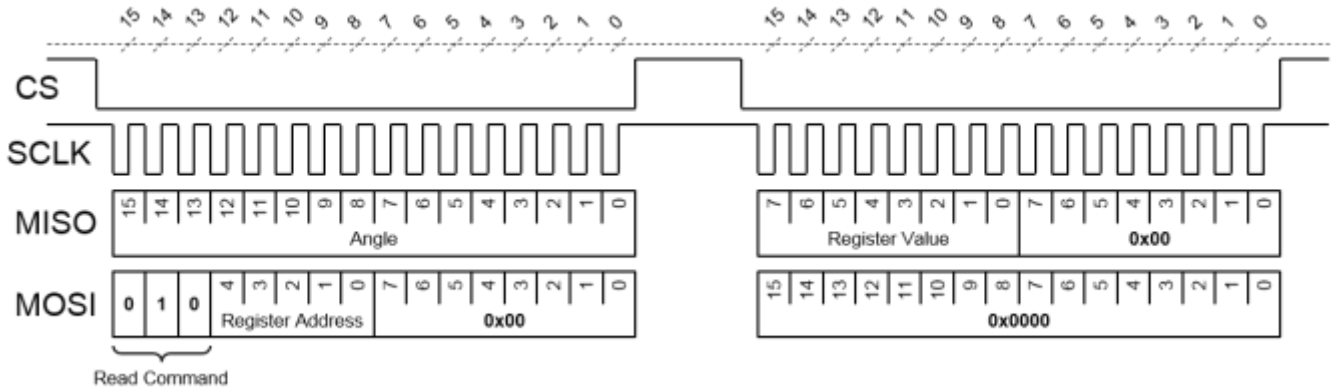 15 14 13 12 11 10 9 8 7 6 5 4 3 2 1 0 15 14 13 12 11 10 9 8 7 6 5 4 3 2 1 0
CS
SCLK
MISO 15 14 13 12 11 10 9 8 7 6 5 4 3 2 1 0 7 6 5 4 3 2 1 0 7 6 5 4 3 2 1 0
Angle Register Value 0x00
MOSI 0 1 0 4 3 2 1 0 7 6 5 4 3 2 1 0 15 14 13 12 11 10 9 8 7 6 5 4 3 2 1 0
Register Address 0x00 0x0000
Read Command